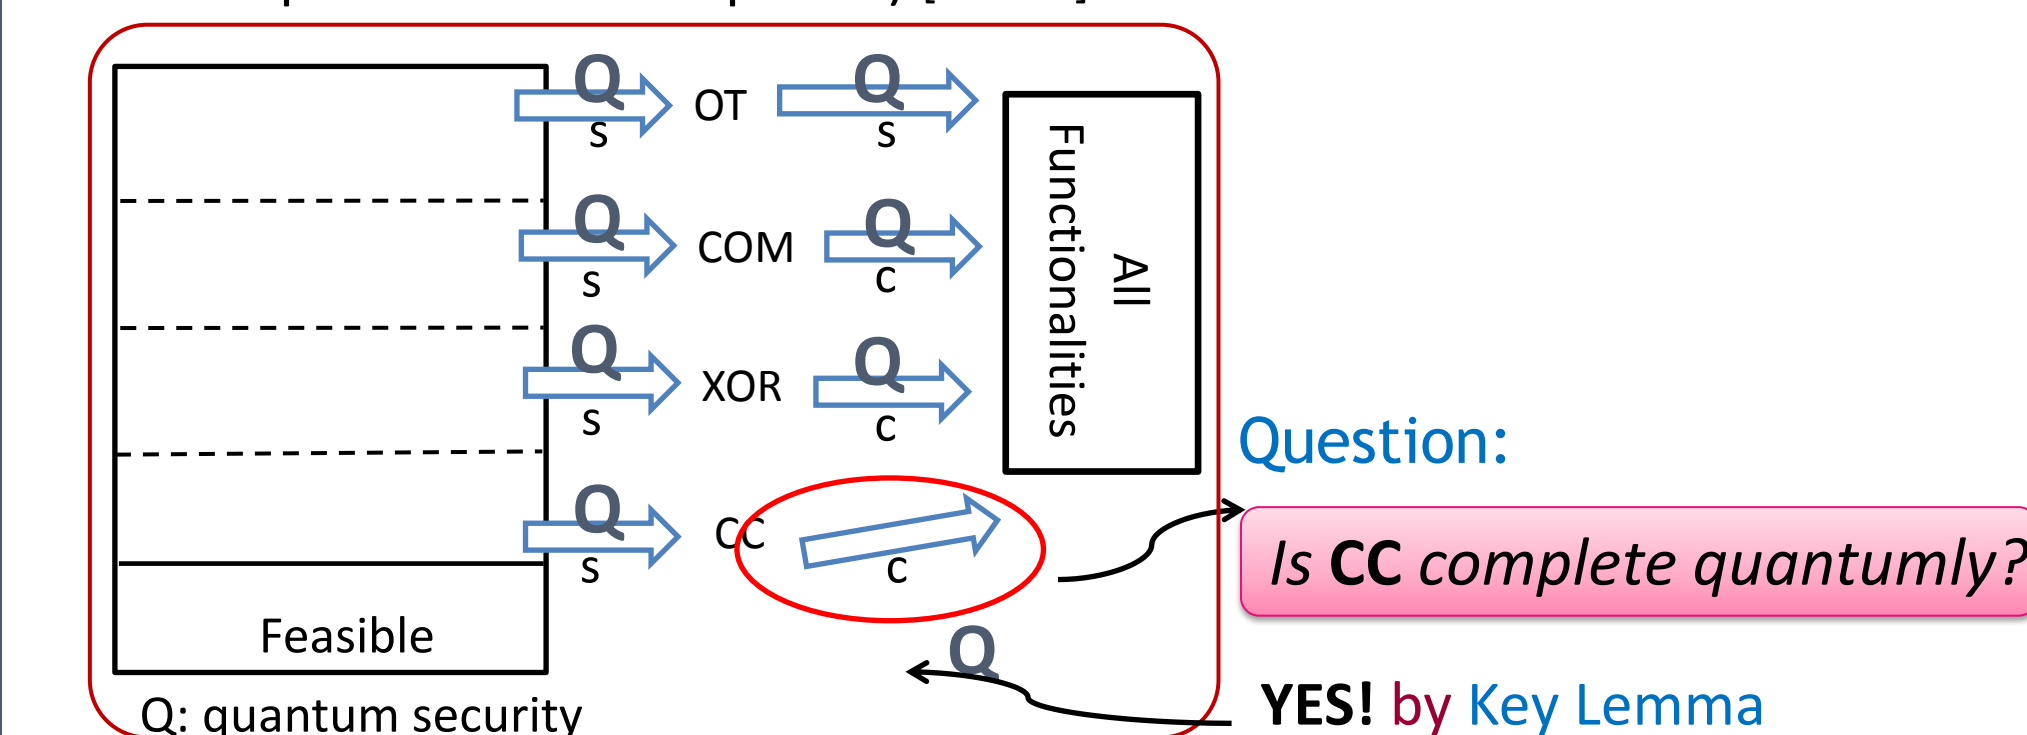 Q
Q
OT
s
s
Q
Q
COM
s
c
Q
Q
XOR
s
c
All
Functionalities
Q
CC
s
c
Question:
Is CC complete quantumly?
Feasible
Q
Q: quantum security
YES! by Key Lemma